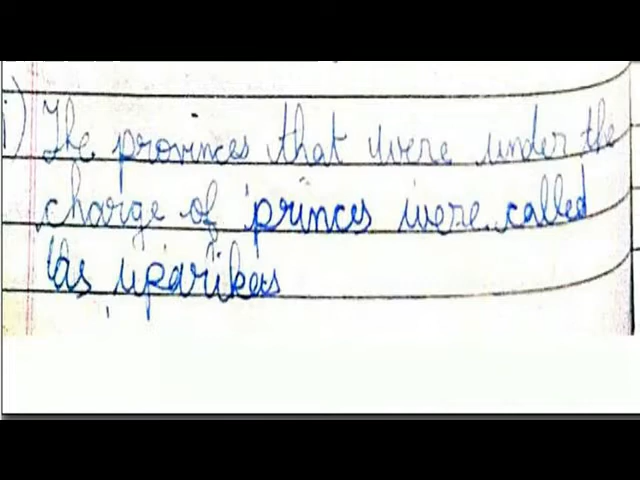 i) The provinces that were under the
charge of princes were called
as uparikas